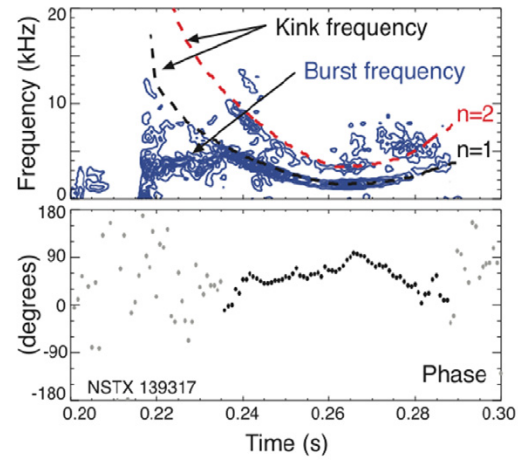 20
10
0
Frequency (kHz)
Kink frequency
Burst frequency
n=2
n=1
180
90
0
-90
-180
(degrees)
NSTX 139317
Phase
0.20 0.22 0.24 0.26 0.28 0.30
Time (s)